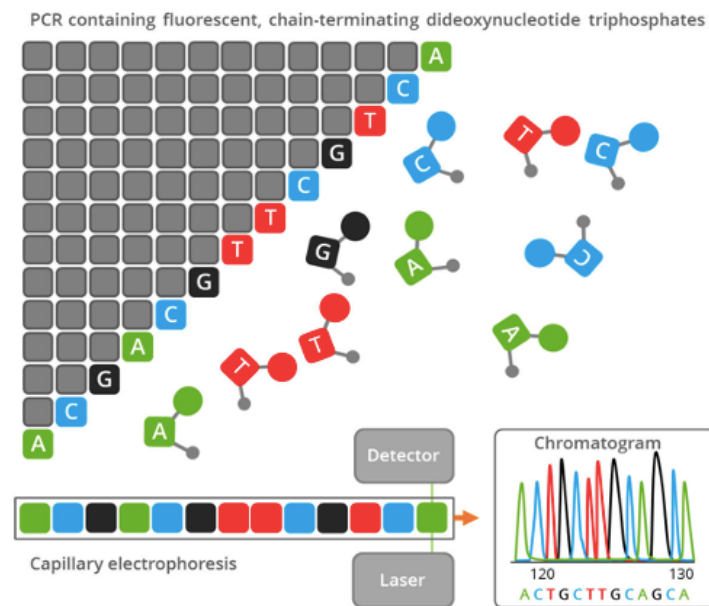 PCR containing fluorescent, chain-terminating dideoxynucleotide triphosphates
A
C
T
G
C
T
T
G
C
A
G
C
A
C
T
C
G
A
C
A
T
T
A
Detector
Laser
Capillary electrophoresis
Chromatogram
120 130
ACTGCTTGCAGCA